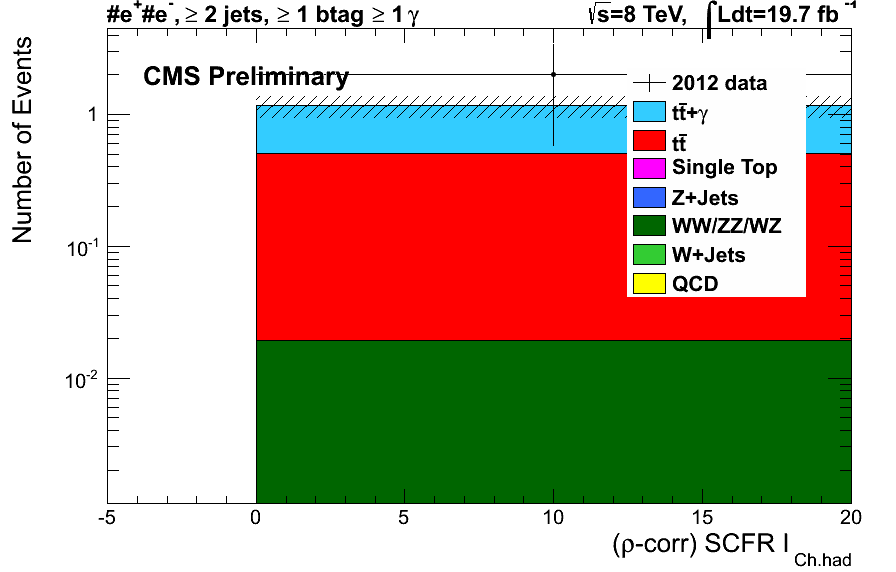 #e⁺#e⁻, ≥ 2 jets, ≥ 1 btag ≥ 1 γ
√s=8 TeV, ∫Ldt=19.7 fb⁻¹
CMS Preliminary
2012 data
tt̄+γ
tt̄
Single Top
Z+Jets
WW/ZZ/WZ
W+Jets
QCD
Number of Events
1
10⁻¹
10⁻²
-5 0 5 10 15 20
(ρ-corr) SCFR I Ch.had